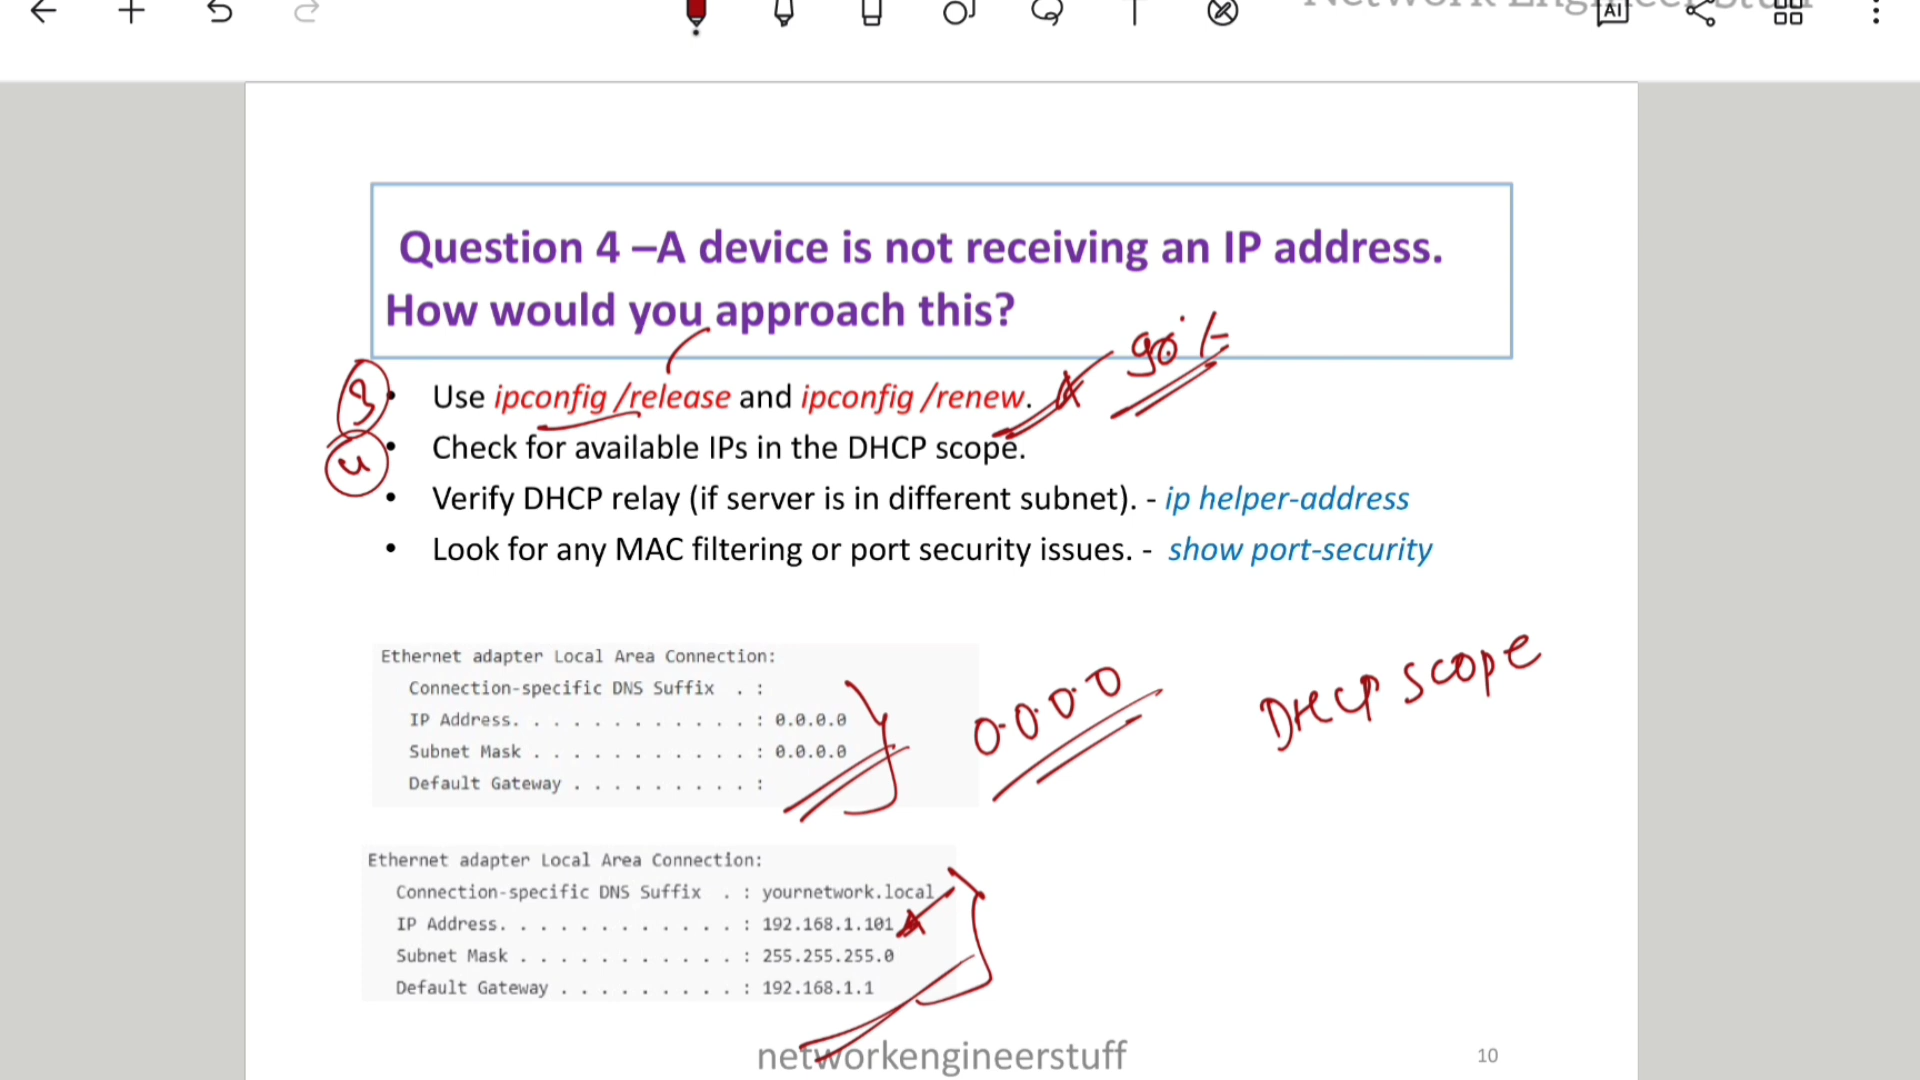 AI
Question 4 –A device is not receiving an IP address.
How would you approach this?
3
• Use ipconfig /release and ipconfig /renew.
4
• Check for available IPs in the DHCP scope.
• Verify DHCP relay (if server is in different subnet). - ip helper-address
• Look for any MAC filtering or port security issues. - show port-security
Ethernet adapter Local Area Connection:
Connection-specific DNS Suffix . :
IP Address. . . . . . . . . . . . : 0.0.0.0
Subnet Mask . . . . . . . . . . . : 0.0.0.0
Default Gateway . . . . . . . . . :
0.0.0.0
DHCP scope
Ethernet adapter Local Area Connection:
Connection-specific DNS Suffix . : yournetwork.local
IP Address. . . . . . . . . . . . : 192.168.1.101
Subnet Mask . . . . . . . . . . . : 255.255.255.0
Default Gateway . . . . . . . . . : 192.168.1.1
networkengineerstuff
10